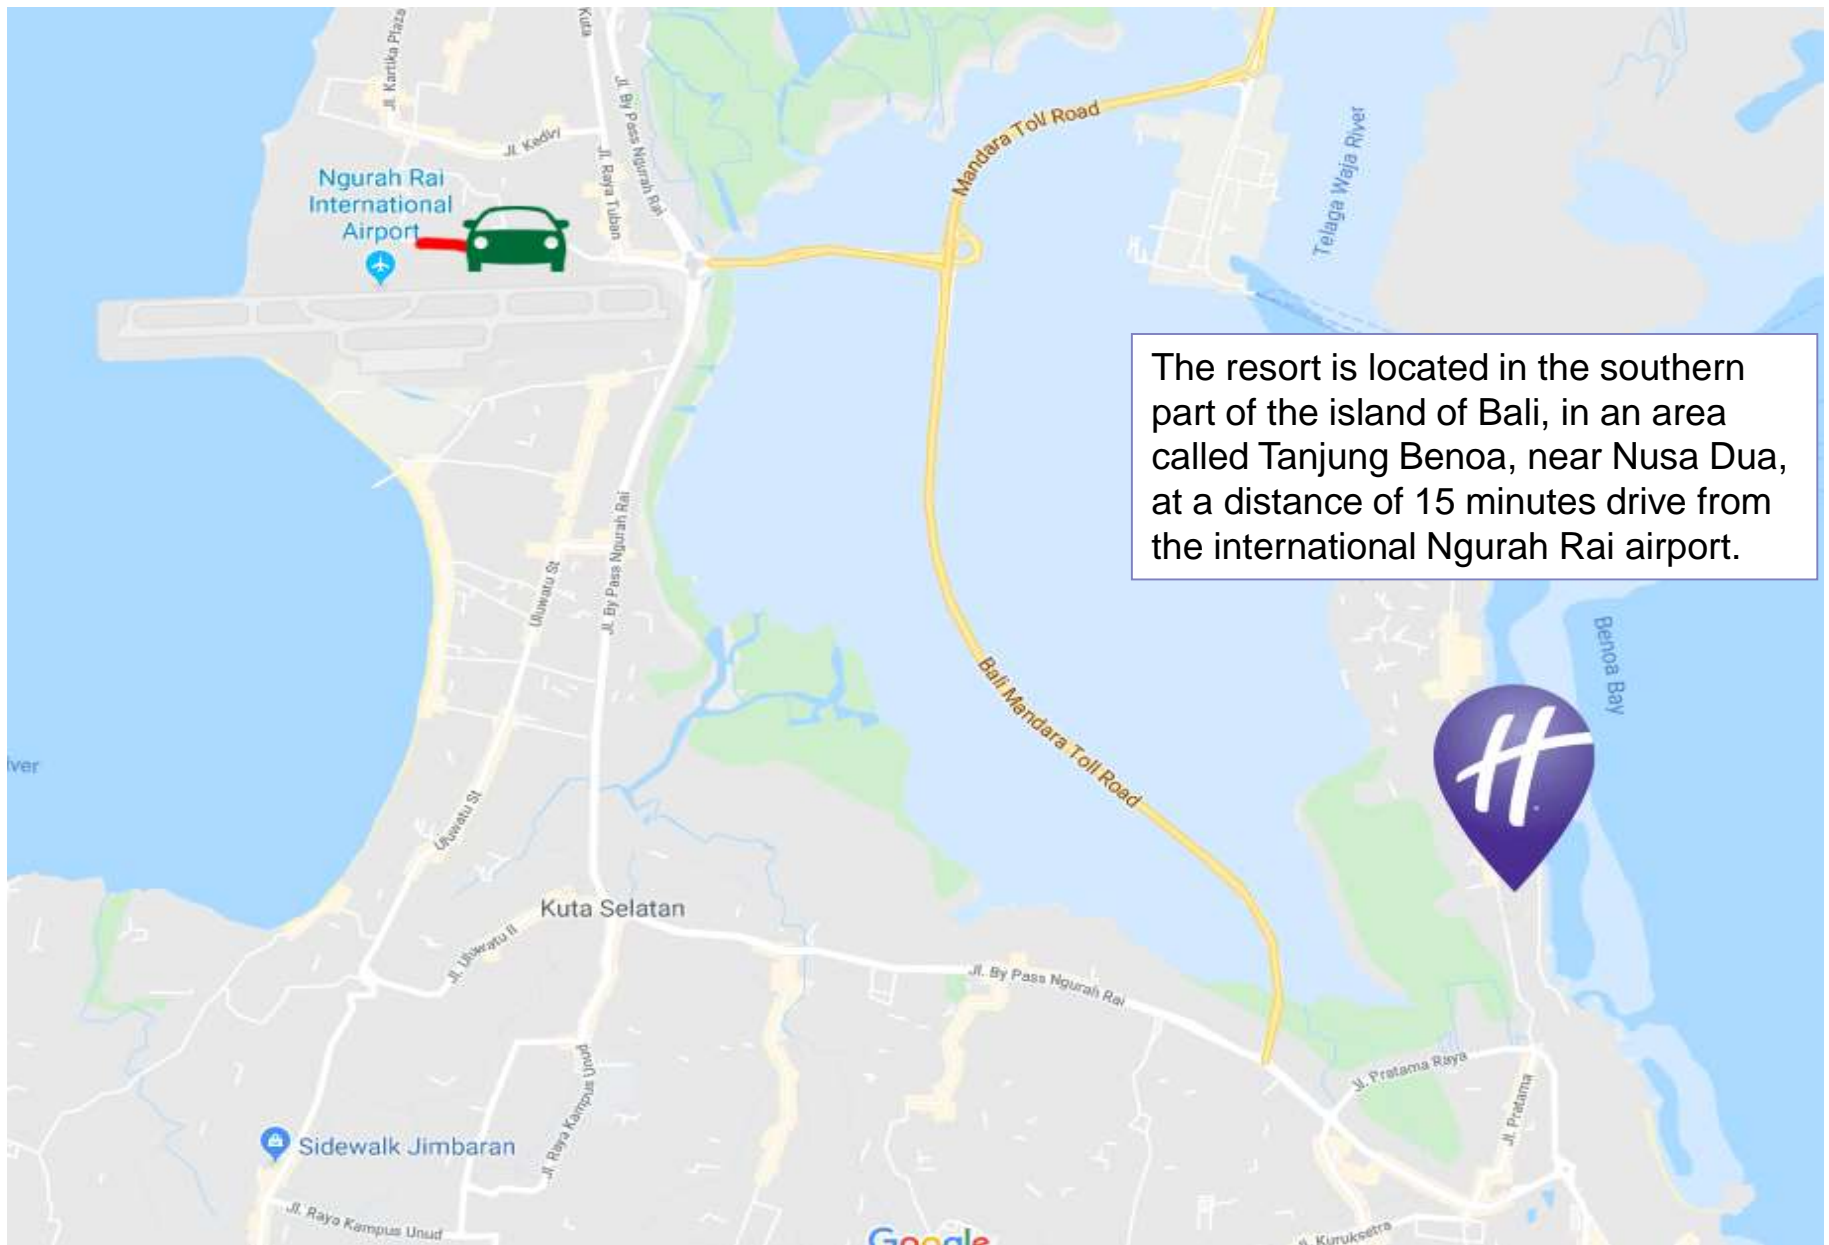 Kuta
Jl. Kartika Plaza
Jl. By Pass Ngurah Rai
Jl. Kediri
Jl. Raya Tuban
Ngurah Rai
International
Airport
Mandara Toll Road
Telaga Waja River
The resort is located in the southern
part of the island of Bali, in an area
called Tanjung Benoa, near Nusa Dua,
at a distance of 15 minutes drive from
the international Ngurah Rai airport.
Jl. By Pass Ngurah Rai
Uluwatu St
Benoa Bay
Bali Mandara Toll Road
H
Uluwatu St
Kuta Selatan
Jl. Uluwatu II
Jl. By Pass Ngurah Rai
Jl. Pratama Raya
Jl. Pratama
Jl. Raya Kampus Unud
Sidewalk Jimbaran
Jl. Raya Kampus Unud
Google
Kuruksetra